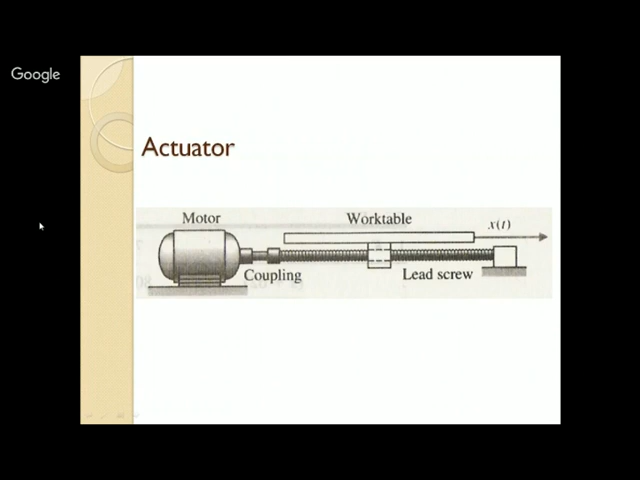 Google
Actuator
Motor
Worktable
x(t)
Coupling
Lead screw